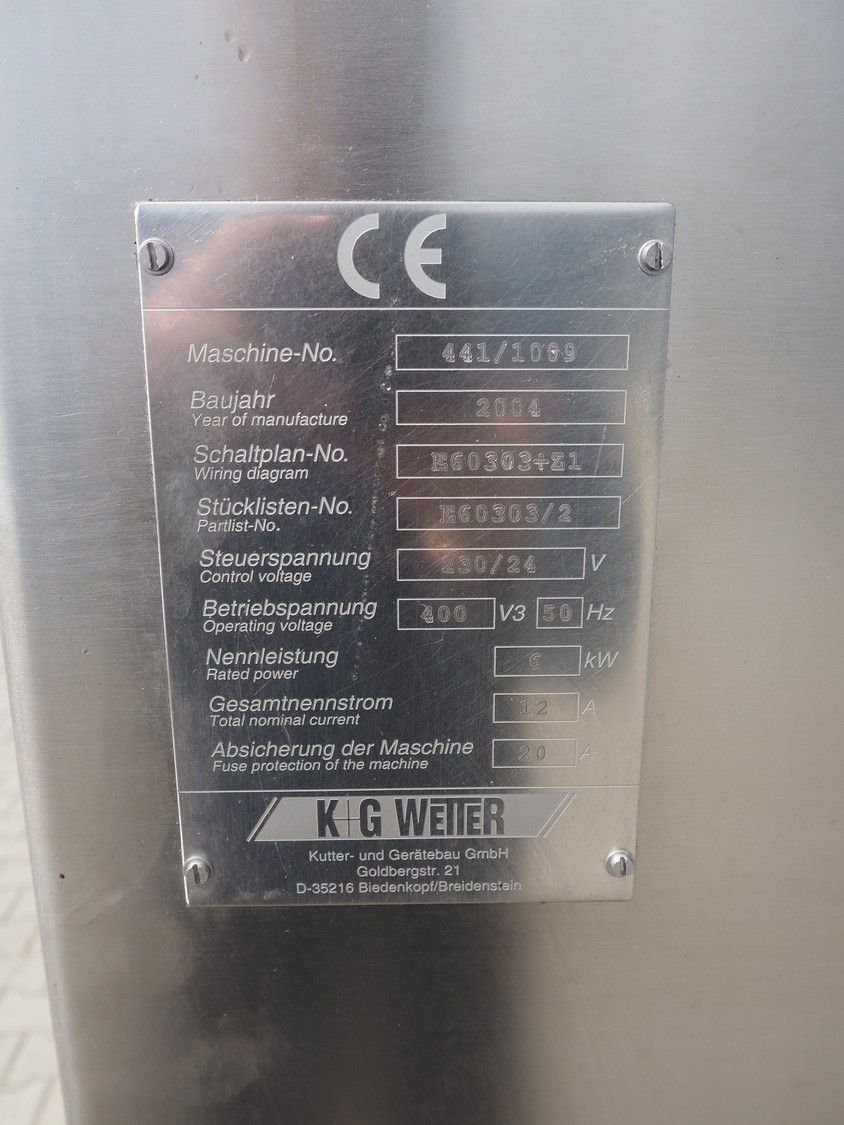 CE
Maschine-No. 441/1009
Baujahr 2004
Year of manufacture
Schaltplan-No. E60303+Z1
Wiring diagram
Stücklisten-No. E60303/2
Partlist-No.
Steuerspannung 230/24 V
Control voltage
Betriebspannung 400 V3 50 Hz
Operating voltage
Nennleistung 6 kW
Rated power
Gesamtnennstrom 12 A
Total nominal current
Absicherung der Maschine 20 A
Fuse protection of the machine
K+G WETTER
Kutter- und Gerätebau GmbH
Goldbergstr. 21
D-35216 Biedenkopf/Breidenstein